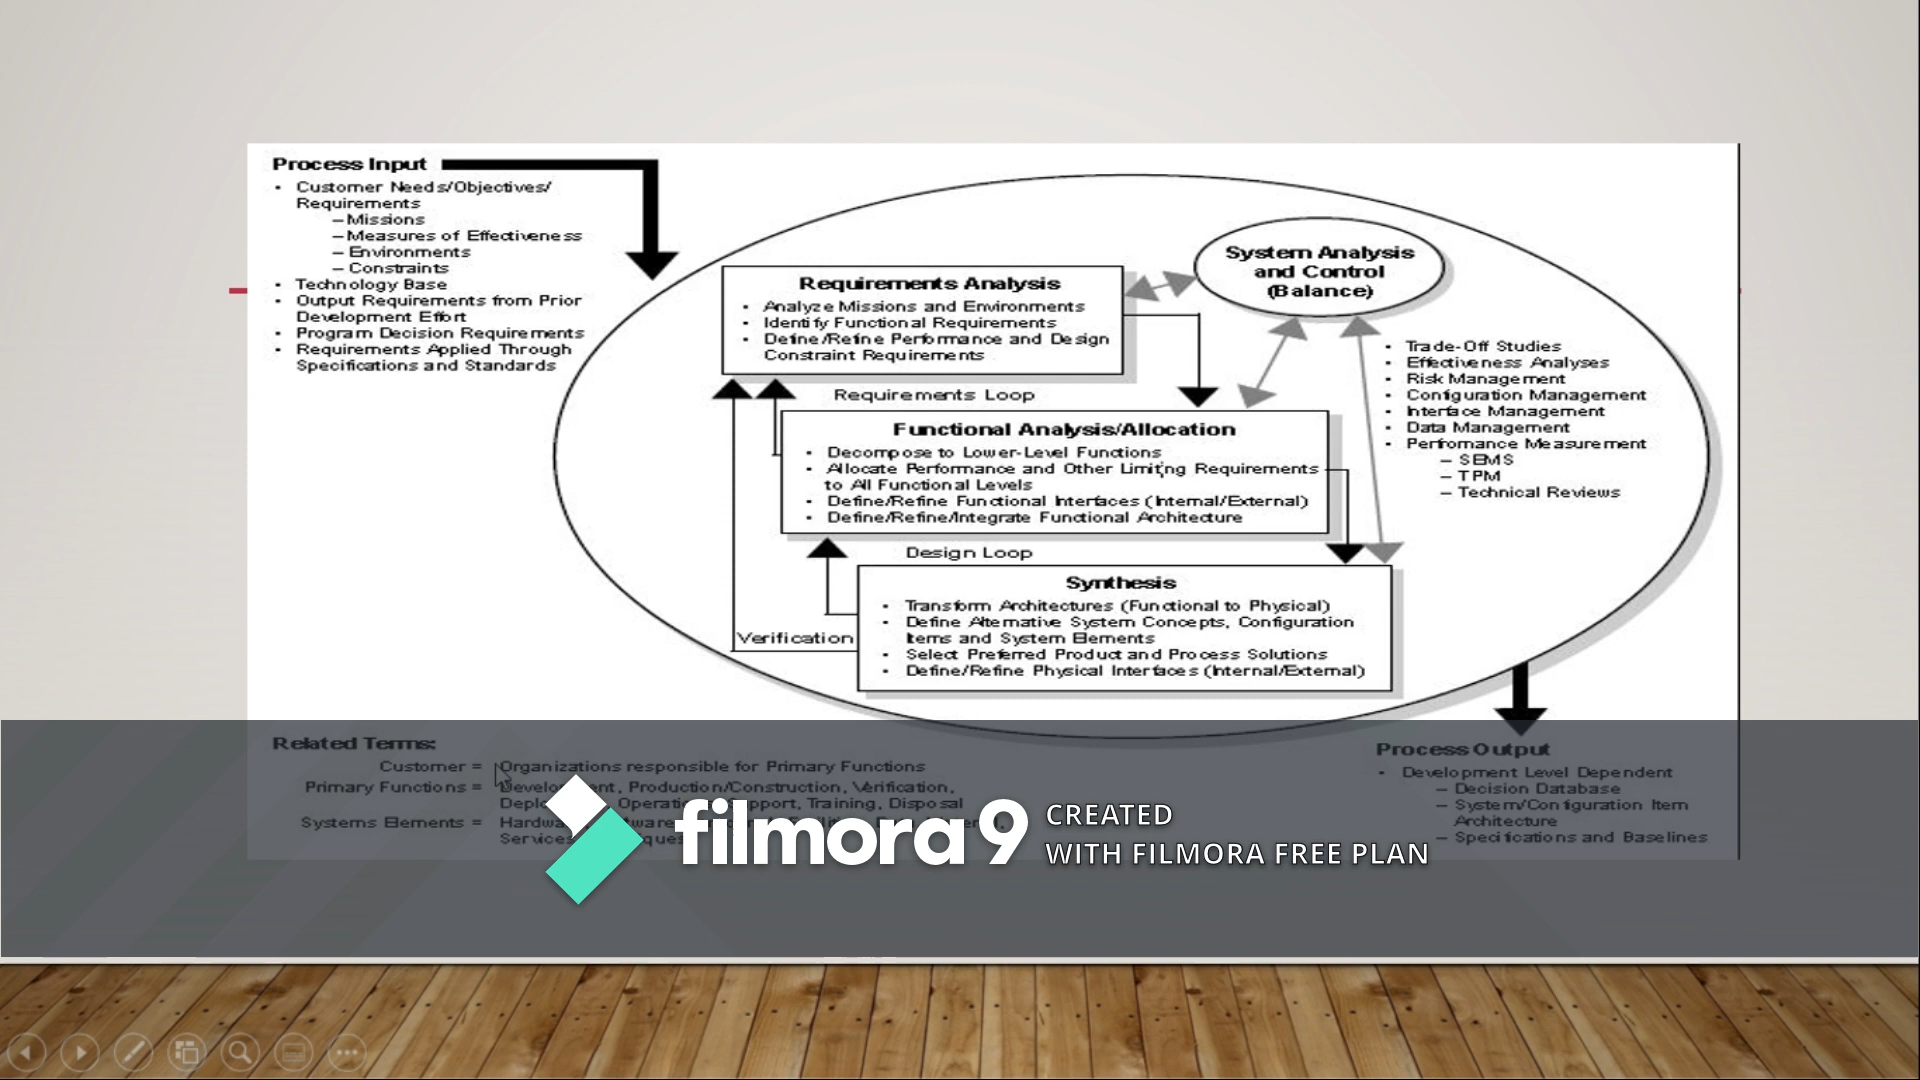 Process Input
• Customer Needs/Objectives/
Requirements
– Missions
– Measures of Effectiveness
– Environments
– Constraints
• Technology Base
• Output Requirements from Prior
Development Effort
• Program Decision Requirements
• Requirements Applied Through
Specifications and Standards
System Analysis
and Control
(Balance)
Requirements Analysis
• Analyze Missions and Environments
• Identify Functional Requirements
• Define/Refine Performance and Design
Constraint Requirements
• Trade-Off Studies
• Effectiveness Analyses
• Risk Management
• Configuration Management
• Interface Management
• Data Management
• Perfromance Measurement
– SEMS
– TPM
– Technical Reviews
Requirements Loop
Functional Analysis/Allocation
• Decompose to Lower-Level Functions
• Allocate Performance and Other Limiting Requirements
to All Functional Levels
• Define/Refine Functional Interfaces (Internal/External)
• Define/Refine/Integrate Functional Architecture
Design Loop
Synthesis
• Transform Architectures (Functional to Physical)
• Define Alternative System Concepts, Configuration
Items and System Elements
• Select Preferred Product and Process Solutions
• Define/Refine Physical Interfaces (Internal/External)
Verification
Related Terms:
Customer = Organizations responsible for Primary Functions
Primary Functions = Production/Construction, Verification,
Training, Disposal
Systems Elements =
Process Output
• Development Level Dependent
– Decision Database
– System/Configuration Item
Architecture
– Specifications and Baselines
filmora9
CREATED
WITH FILMORA FREE PLAN